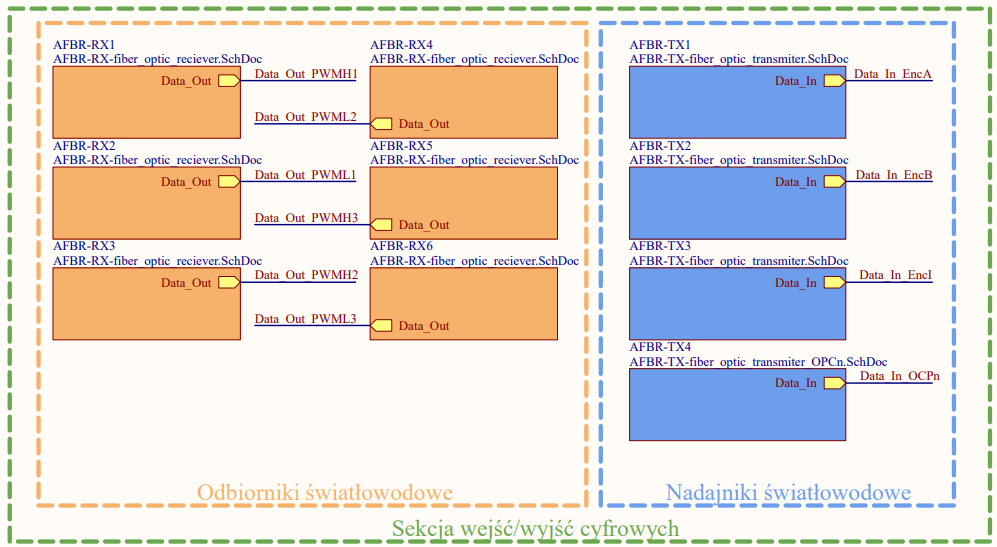 AFBR-RX1
AFBR-RX-fiber_optic_reciever.SchDoc
Data_Out
Data_Out_PWMH1
AFBR-RX4
AFBR-RX-fiber_optic_reciever.SchDoc
Data_Out_PWML2
Data_Out
AFBR-RX2
AFBR-RX-fiber_optic_reciever.SchDoc
Data_Out
Data_Out_PWML1
AFBR-RX5
AFBR-RX-fiber_optic_reciever.SchDoc
Data_Out_PWMH3
Data_Out
AFBR-RX3
AFBR-RX-fiber_optic_reciever.SchDoc
Data_Out
Data_Out_PWMH2
AFBR-RX6
AFBR-RX-fiber_optic_reciever.SchDoc
Data_Out_PWML3
Data_Out
Odbiorniki światłowodowe
AFBR-TX1
AFBR-TX-fiber_optic_transmiter.SchDoc
Data_In
Data_In_EncA
AFBR-TX2
AFBR-TX-fiber_optic_transmiter.SchDoc
Data_In
Data_In_EncB
AFBR-TX3
AFBR-TX-fiber_optic_transmiter.SchDoc
Data_In
Data_In_EncI
AFBR-TX4
AFBR-TX-fiber_optic_transmiter_OPCn.SchDoc
Data_In
Data_In_OCPn
Nadajniki światłowodowe
Sekcja wejść/wyjść cyfrowych